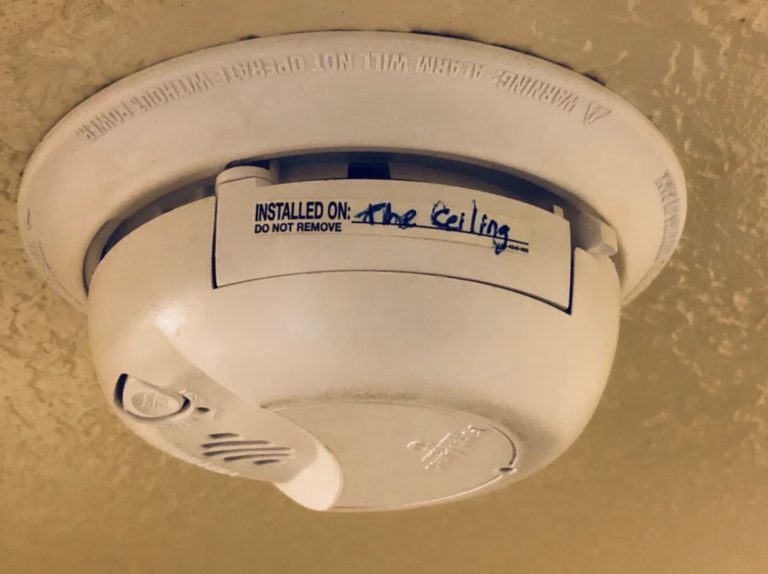 ⚠ WARNING: ALARM WILL NOT OPERATE WITHOUT POWER
INSTALLED ON: the Ceiling
DO NOT REMOVE